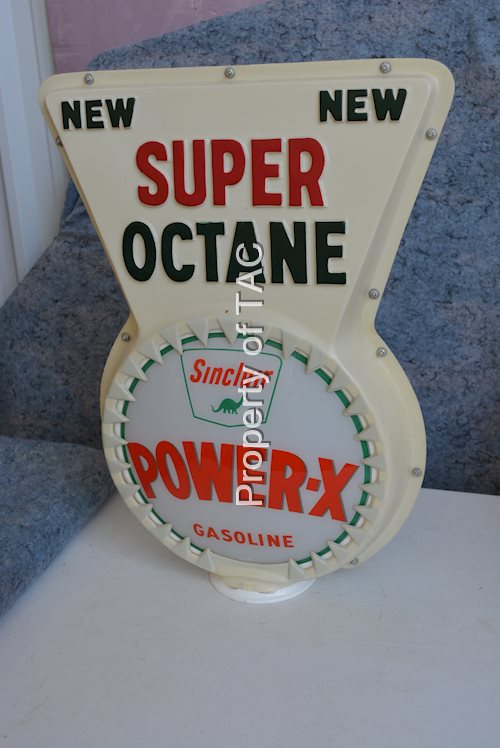 NEW NEW
SUPER
OCTANE
Sinclair
POWER-X
GASOLINE
Property of TAC